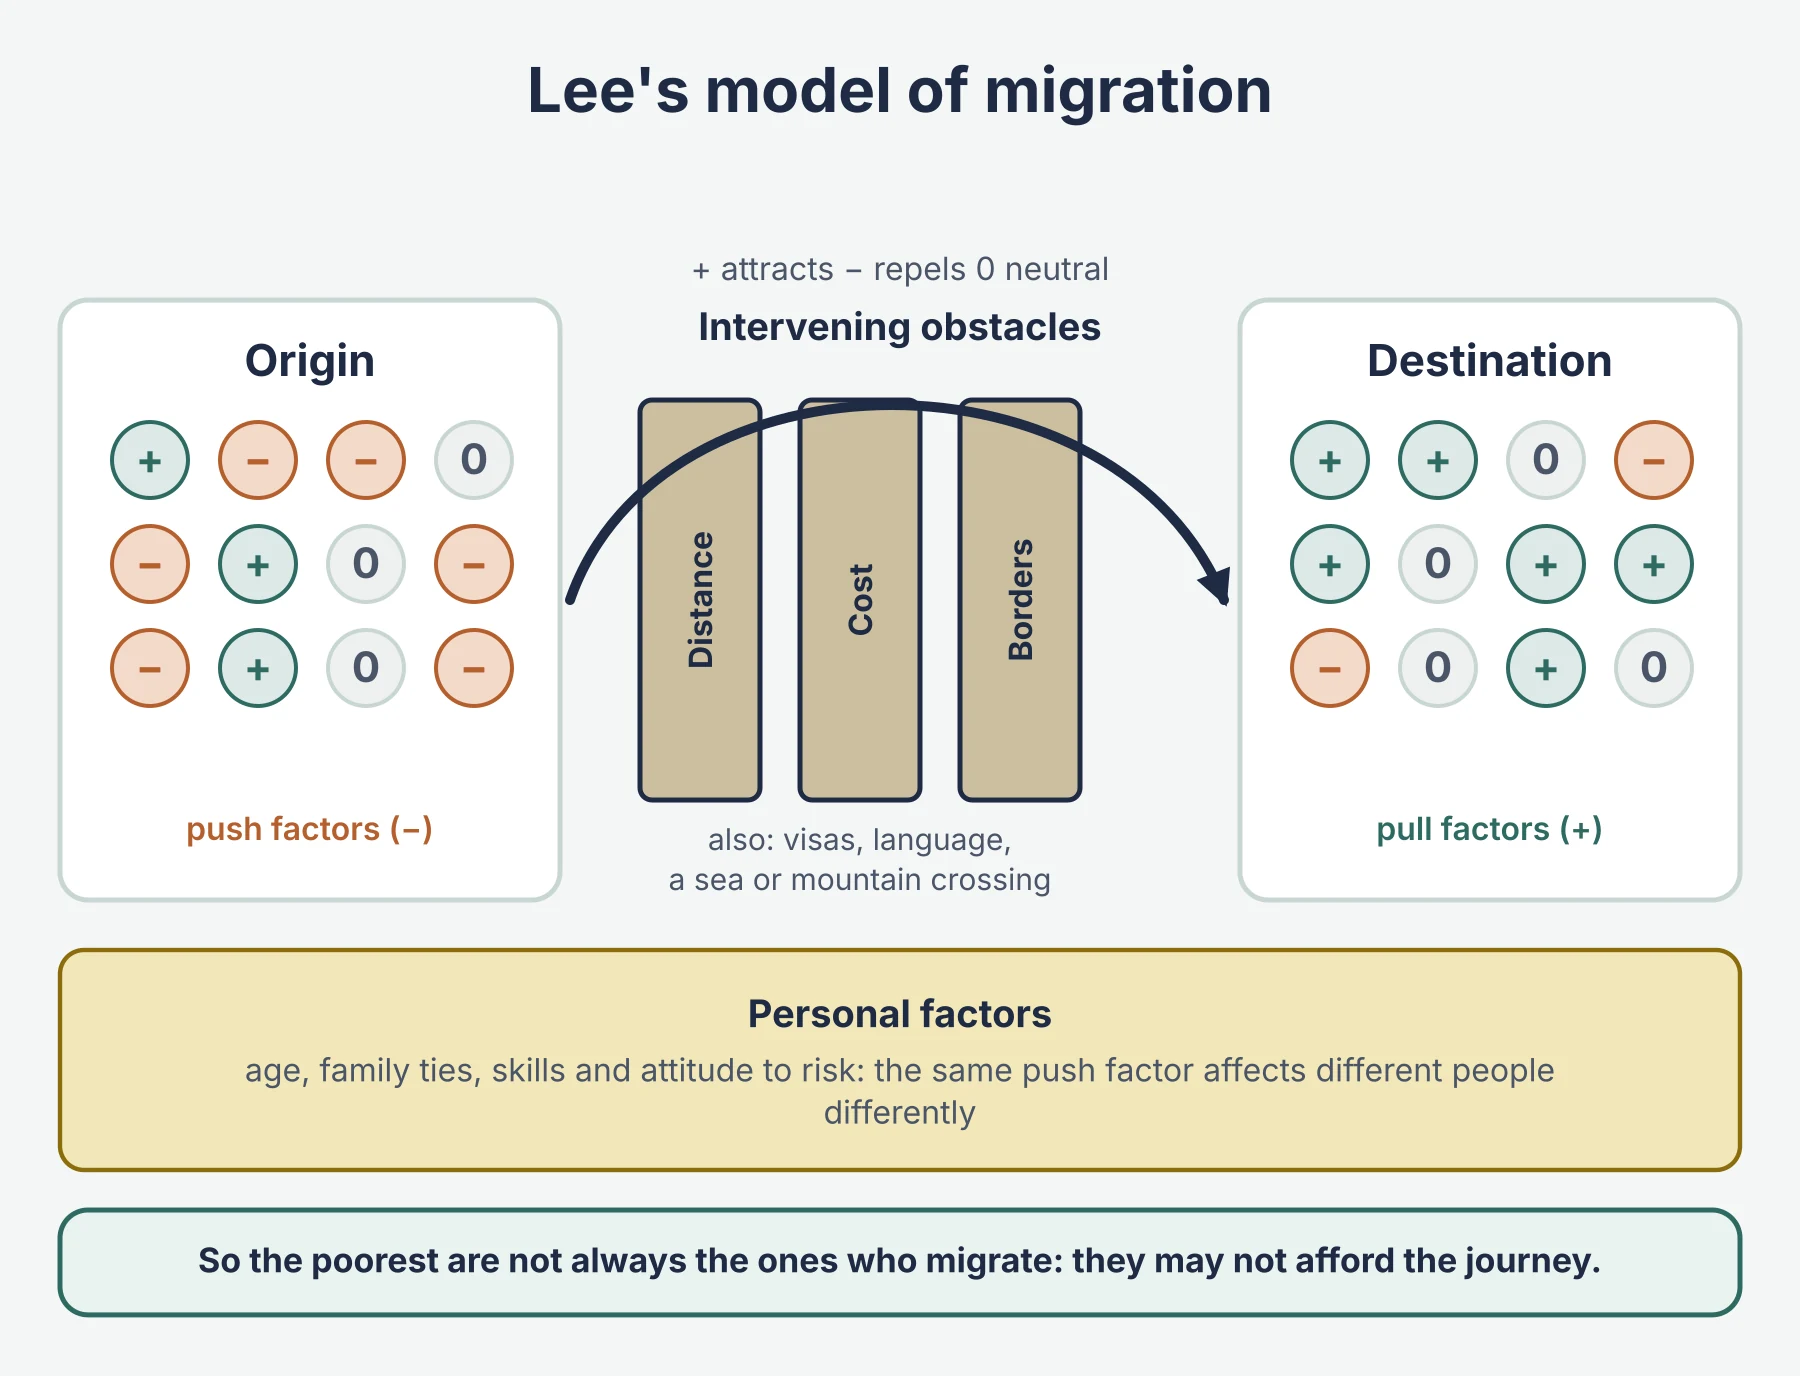 Lee's model of migration
+ attracts − repels 0 neutral
Intervening obstacles
Origin
+ − − 0
− + 0 −
− + 0 −
push factors (−)
Distance
Cost
Borders
also: visas, language,
a sea or mountain crossing
Destination
+ + 0 −
+ 0 + +
− 0 + 0
pull factors (+)
Personal factors
age, family ties, skills and attitude to risk: the same push factor affects different people
differently
So the poorest are not always the ones who migrate: they may not afford the journey.